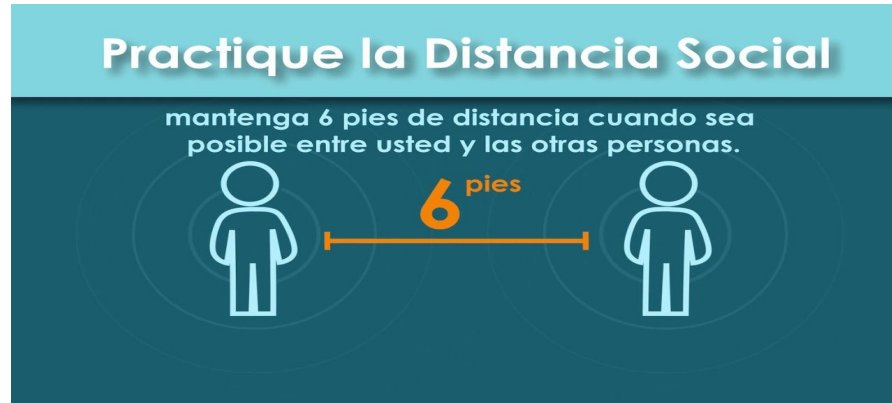 Practique la Distancia Social
mantenga 6 pies de distancia cuando sea
posible entre usted y las otras personas.
6 pies